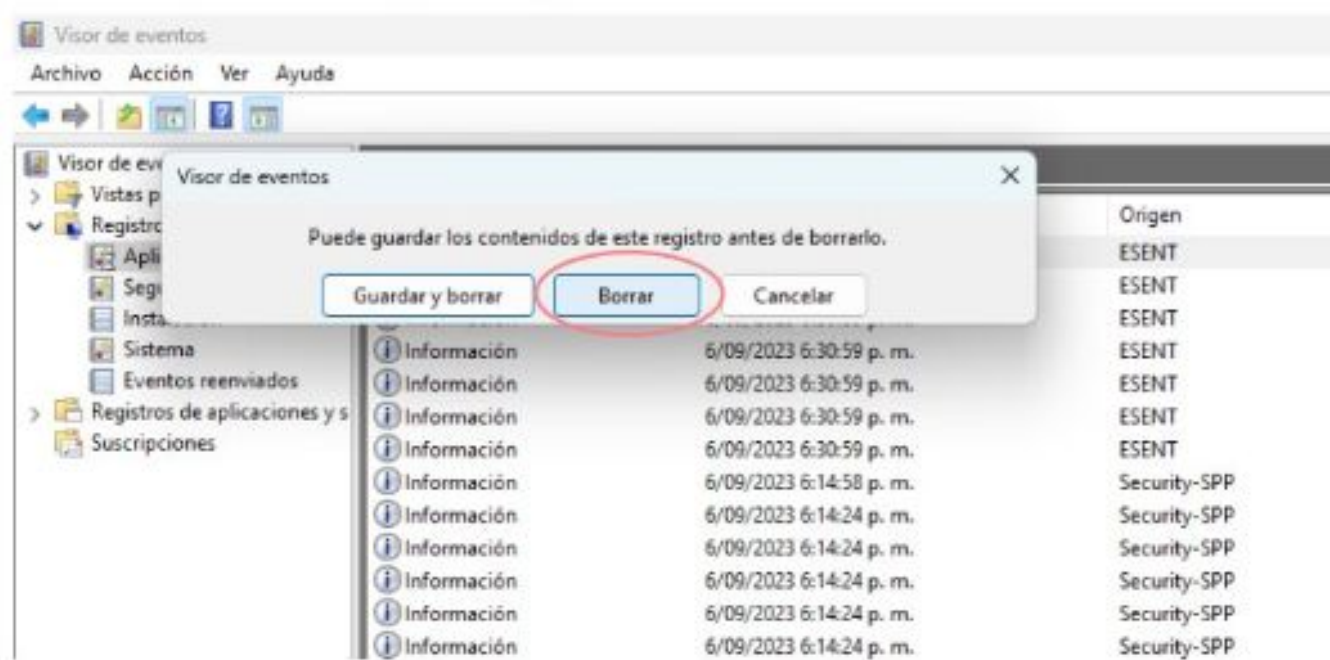 Visor de eventos
Archivo Acción Ver Ayuda
Visor de eve
Vistas p
Registro
Apli
Segu
Insta
Sistema
Eventos reenviados
Registros de aplicaciones y s
Suscripciones
Visor de eventos
Puede guardar los contenidos de este registro antes de borrarlo.
Guardar y borrar Borrar Cancelar
Origen
ESENT
ESENT
ESENT
Información 6/09/2023 6:30:59 p. m. ESENT
Información 6/09/2023 6:30:59 p. m. ESENT
Información 6/09/2023 6:30:59 p. m. ESENT
Información 6/09/2023 6:30:59 p. m. ESENT
Información 6/09/2023 6:14:58 p. m. Security-SPP
Información 6/09/2023 6:14:24 p. m. Security-SPP
Información 6/09/2023 6:14:24 p. m. Security-SPP
Información 6/09/2023 6:14:24 p. m. Security-SPP
Información 6/09/2023 6:14:24 p. m. Security-SPP
Información 6/09/2023 6:14:24 p. m. Security-SPP